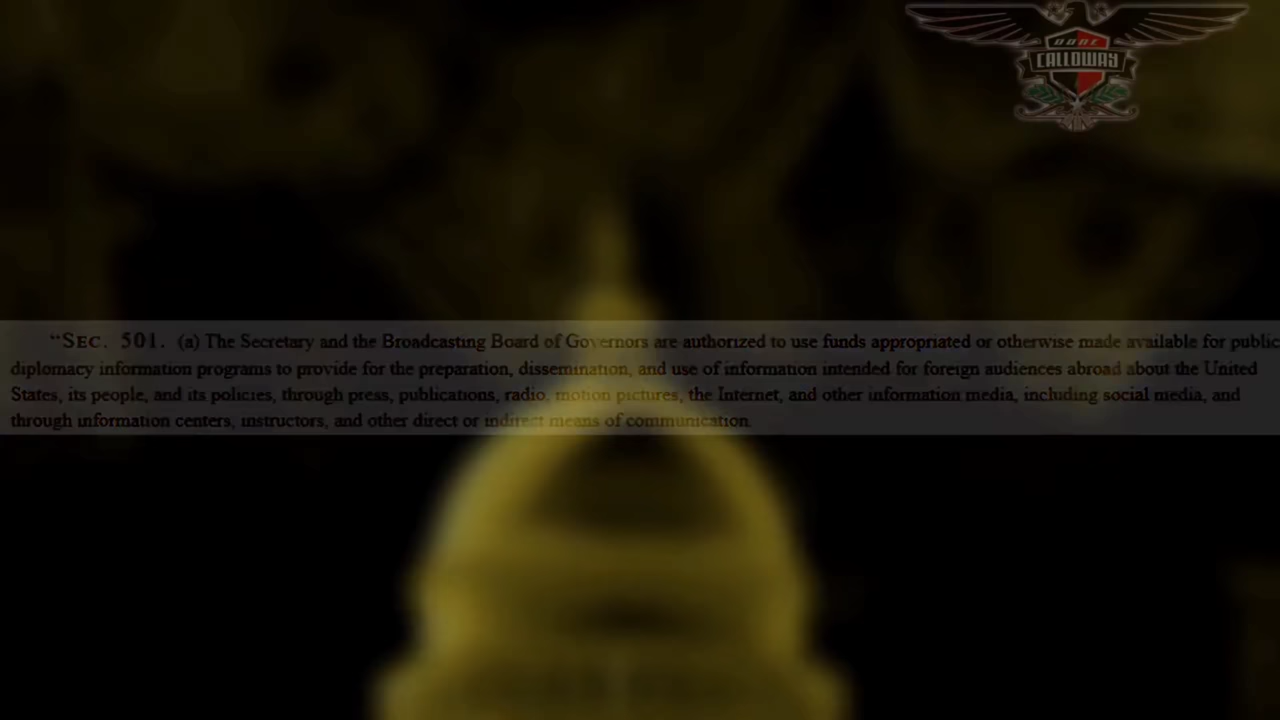 DODE
CALLOWAY
“SEC. 501. (a) The Secretary and the Broadcasting Board of Governors are authorized to use funds appropriated or otherwise made available for public
diplomacy information programs to provide for the preparation, dissemination, and use of information intended for foreign audiences abroad about the United
States, its people, and its policies, through press, publications, radio, motion pictures, the Internet, and other information media, including social media, and
through information centers, instructors, and other direct or indirect means of communication.